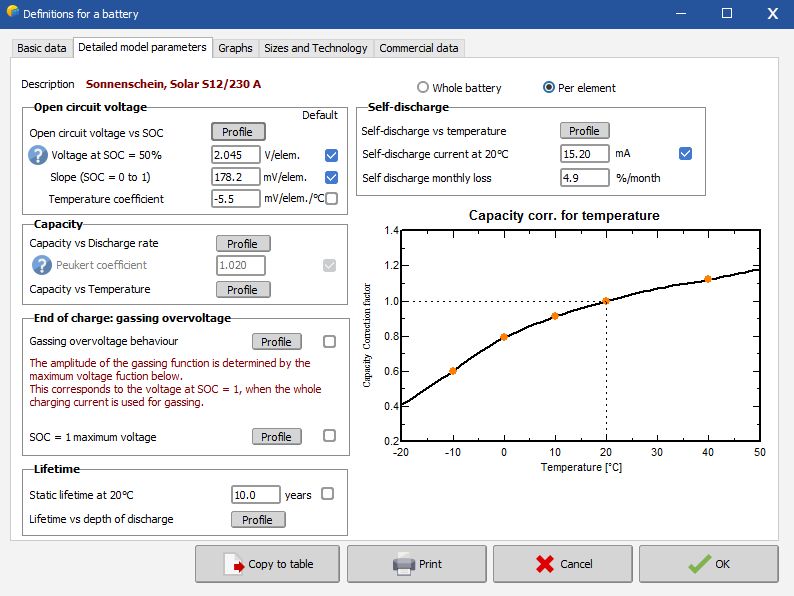 Definitions for a battery
Basic data
Detailed model parameters
Graphs
Sizes and Technology
Commercial data
Description Sonnenschein, Solar S12/230 A
Whole battery
Per element
Open circuit voltage
Default
Open circuit voltage vs SOC Profile
? Voltage at SOC = 50% 2.045 V/elem.
Slope (SOC = 0 to 1) 178.2 mV/elem.
Temperature coefficient -5.5 mV/elem./°C
Capacity
Capacity vs Discharge rate Profile
? Peukert coefficient 1.020
Capacity vs Temperature Profile
End of charge: gassing overvoltage
Gassing overvoltage behaviour Profile
The amplitude of the gassing function is determined by the
maximum voltage fuction below.
This corresponds to the voltage at SOC = 1, when the whole
charging current is used for gassing.
SOC = 1 maximum voltage Profile
Lifetime
Static lifetime at 20°C 10.0 years
Lifetime vs depth of discharge Profile
Self-discharge
Self-discharge vs temperature Profile
Self-discharge current at 20°C 15.20 mA
Self discharge monthly loss 4.9 %/month
Capacity corr. for temperature
Capacity Correction factor
1.4
1.2
1.0
0.8
0.6
0.4
0.2
-20 -10 0 10 20 30 40 50
Temperature [°C]
Copy to table
Print
Cancel
OK